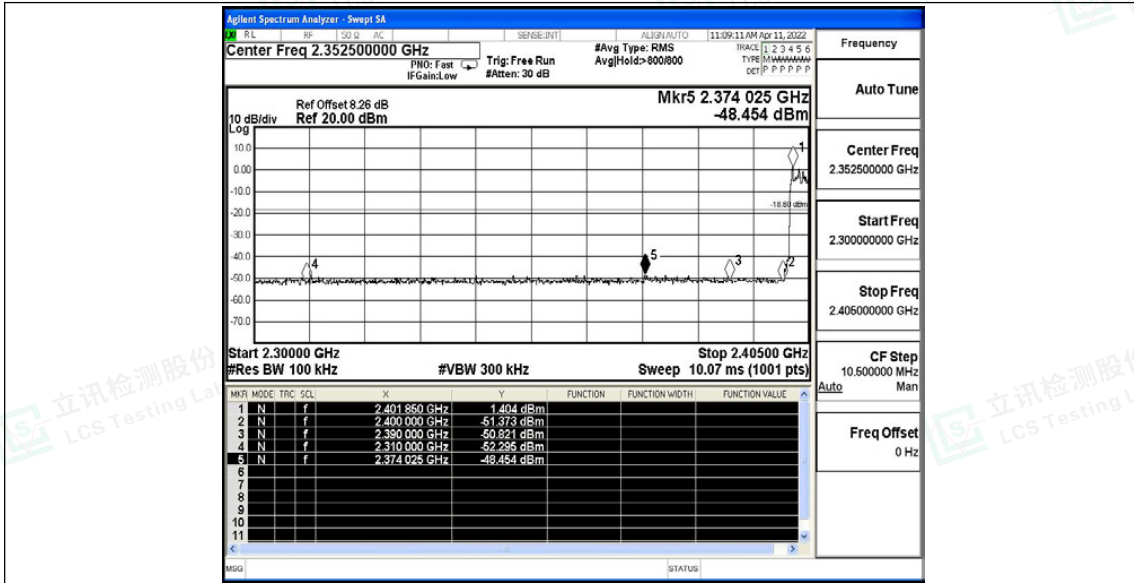 Agilent Spectrum Analyzer - Swept SA
RL RF 50 Ω AC SENSE:INT ALIGNAUTO 11:09:11 AM Apr 11, 2022
Center Freq 2.352500000 GHz
PNO: Fast
IFGain:Low
Trig: Free Run
#Atten: 30 dB
#Avg Type: RMS
Avg|Hold:>800/800
TRACE 1 2 3 4 5 6
TYPE M
DET P P P P P P
Frequency
Auto Tune
Center Freq
2.352500000 GHz
Start Freq
2.300000000 GHz
Stop Freq
2.405000000 GHz
CF Step
10.500000 MHz
Auto Man
Freq Offset
0 Hz
Mkr5 2.374 025 GHz
-48.454 dBm
Ref Offset 8.26 dB
10 dB/div Ref 20.00 dBm
Log
10.0
0.00
-10.0
-20.0
-30.0
-40.0
-50.0
-60.0
-70.0
1
-18.60 dBm
4
5
3
2
Start 2.30000 GHz Stop 2.40500 GHz
#Res BW 100 kHz #VBW 300 kHz Sweep 10.07 ms (1001 pts)
MKR MODE TRC SCL X Y FUNCTION FUNCTION WIDTH FUNCTION VALUE
1 N f 2.401 850 GHz 1.404 dBm
2 N f 2.400 000 GHz -51.373 dBm
3 N f 2.390 000 GHz -50.821 dBm
4 N f 2.310 000 GHz -52.295 dBm
5 N f 2.374 025 GHz -48.454 dBm
6
7
8
9
10
11
MSG STATUS
立讯检测股份
LCS Testing Lab
立讯检测股份
LCS Testing L